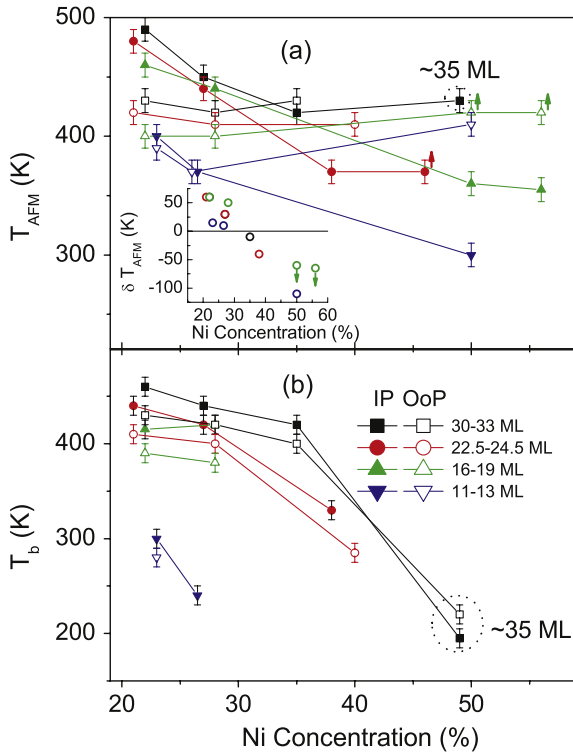 500
(a)
~35 ML
400
T_AFM (K)
300
50
0
-50
-100
δ T_AFM (K)
20 30 40 50 60
Ni Concentration (%)
(b)
IP OoP
30-33 ML
22.5-24.5 ML
16-19 ML
11-13 ML
400
T_b (K)
300
200
~35 ML
20 30 40 50
Ni Concentration (%)